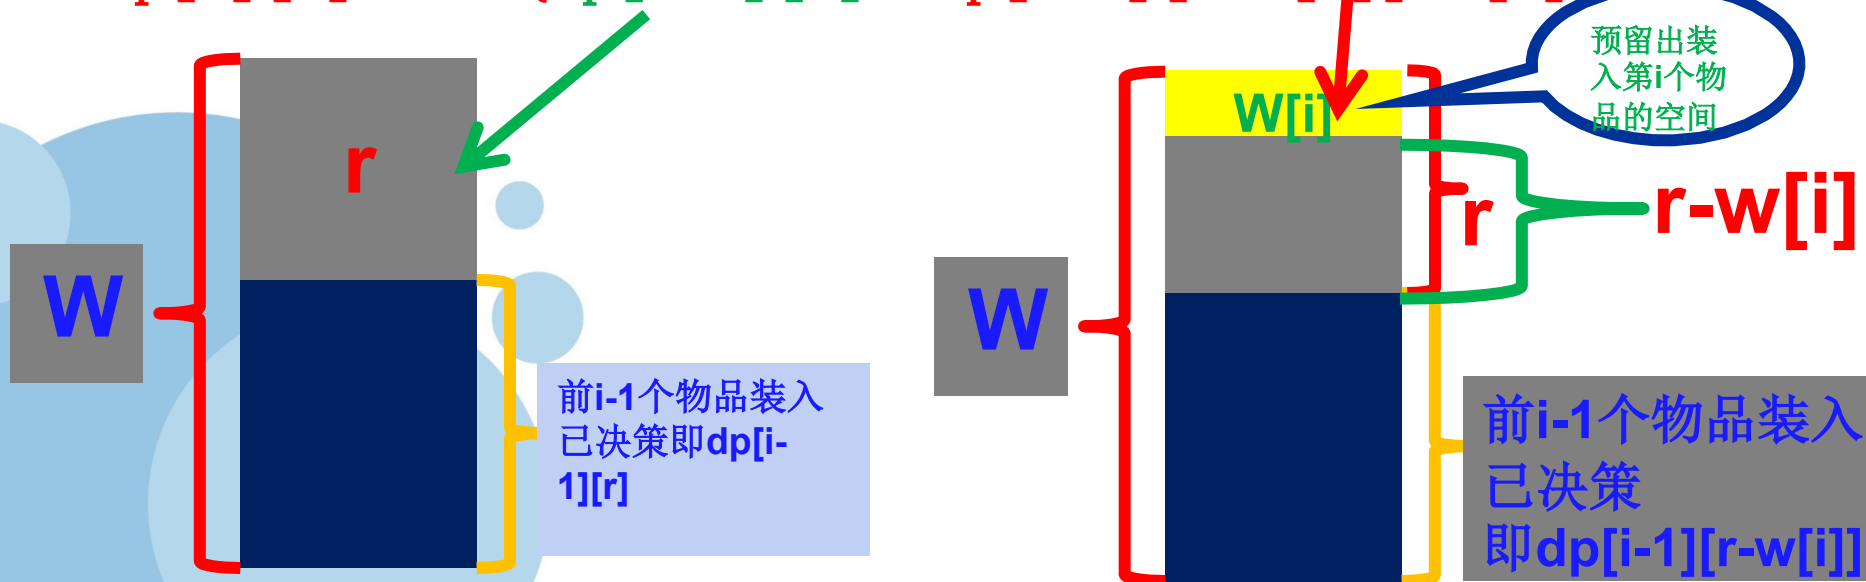 r
W
前i-1个物品装入
已决策即dp[i-
1][r]
预留出装
入第i个物
品的空间
W[i]
r
r-w[i]
W
前i-1个物品装入
已决策
即dp[i-1][r-w[i]]